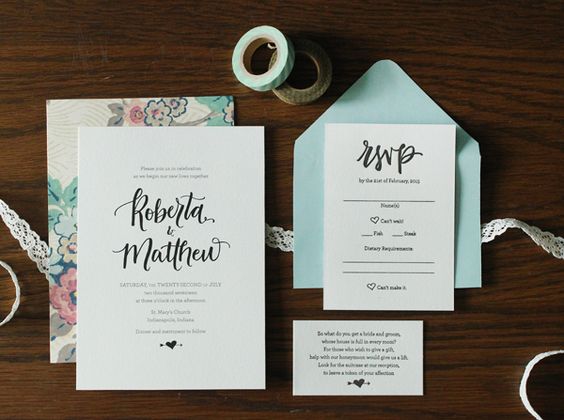 Please join us in celebration
as we begin our new lives together
Roberta
&
Matthew
SATURDAY, THE TWENTY SECOND OF JULY
two thousand seventeen
at three o'clock in the afternoon
St. Mary's Church
Indianapolis, Indiana
Dinner and merriment to follow
rsvp
by the 21st of February, 2015
Name(s)
Can't wait!
Fish Steak
Dietary Requirements:
Can't make it.
So what do you get a bride and groom,
whose house is full in every room?
For those who wish to give a gift,
help with our honeymoon would give us a lift.
Look for the suitcase at our reception,
to leave a token of your affection